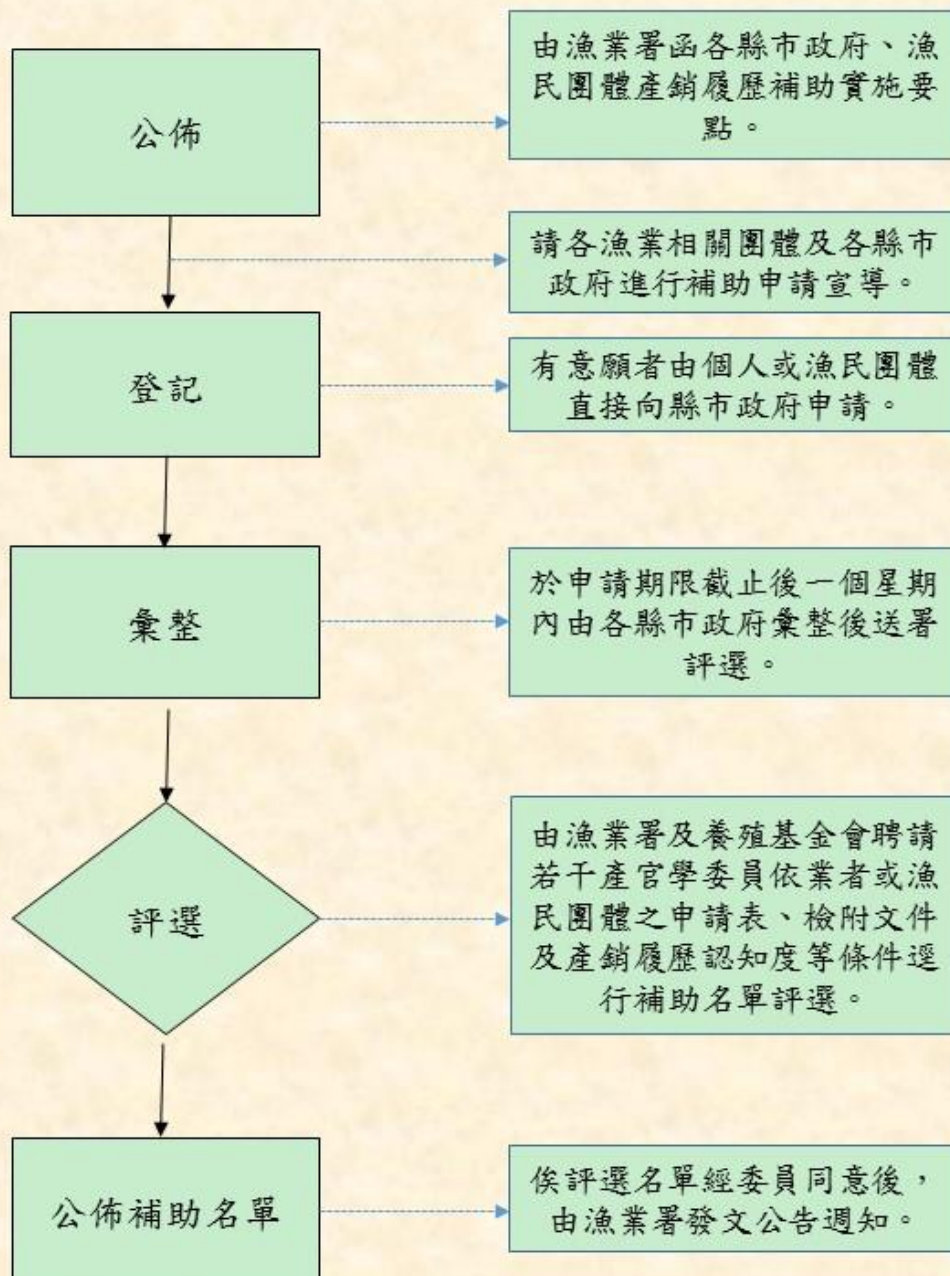 公佈
由漁業署函各縣市政府、漁
民團體產銷履歷補助實施要
點。
請各漁業相關團體及各縣市
政府進行補助申請宣導。
登記
有意願者由個人或漁民團體
直接向縣市政府申請。
彙整
於申請期限截止後一個星期
內由各縣市政府彙整後送署
評選。
評選
由漁業署及養殖基金會聘請
若干產官學委員依業者或漁
民團體之申請表、檢附文件
及產銷履歷認知度等條件逕
行補助名單評選。
公佈補助名單
俟評選名單經委員同意後，
由漁業署發文公告週知。